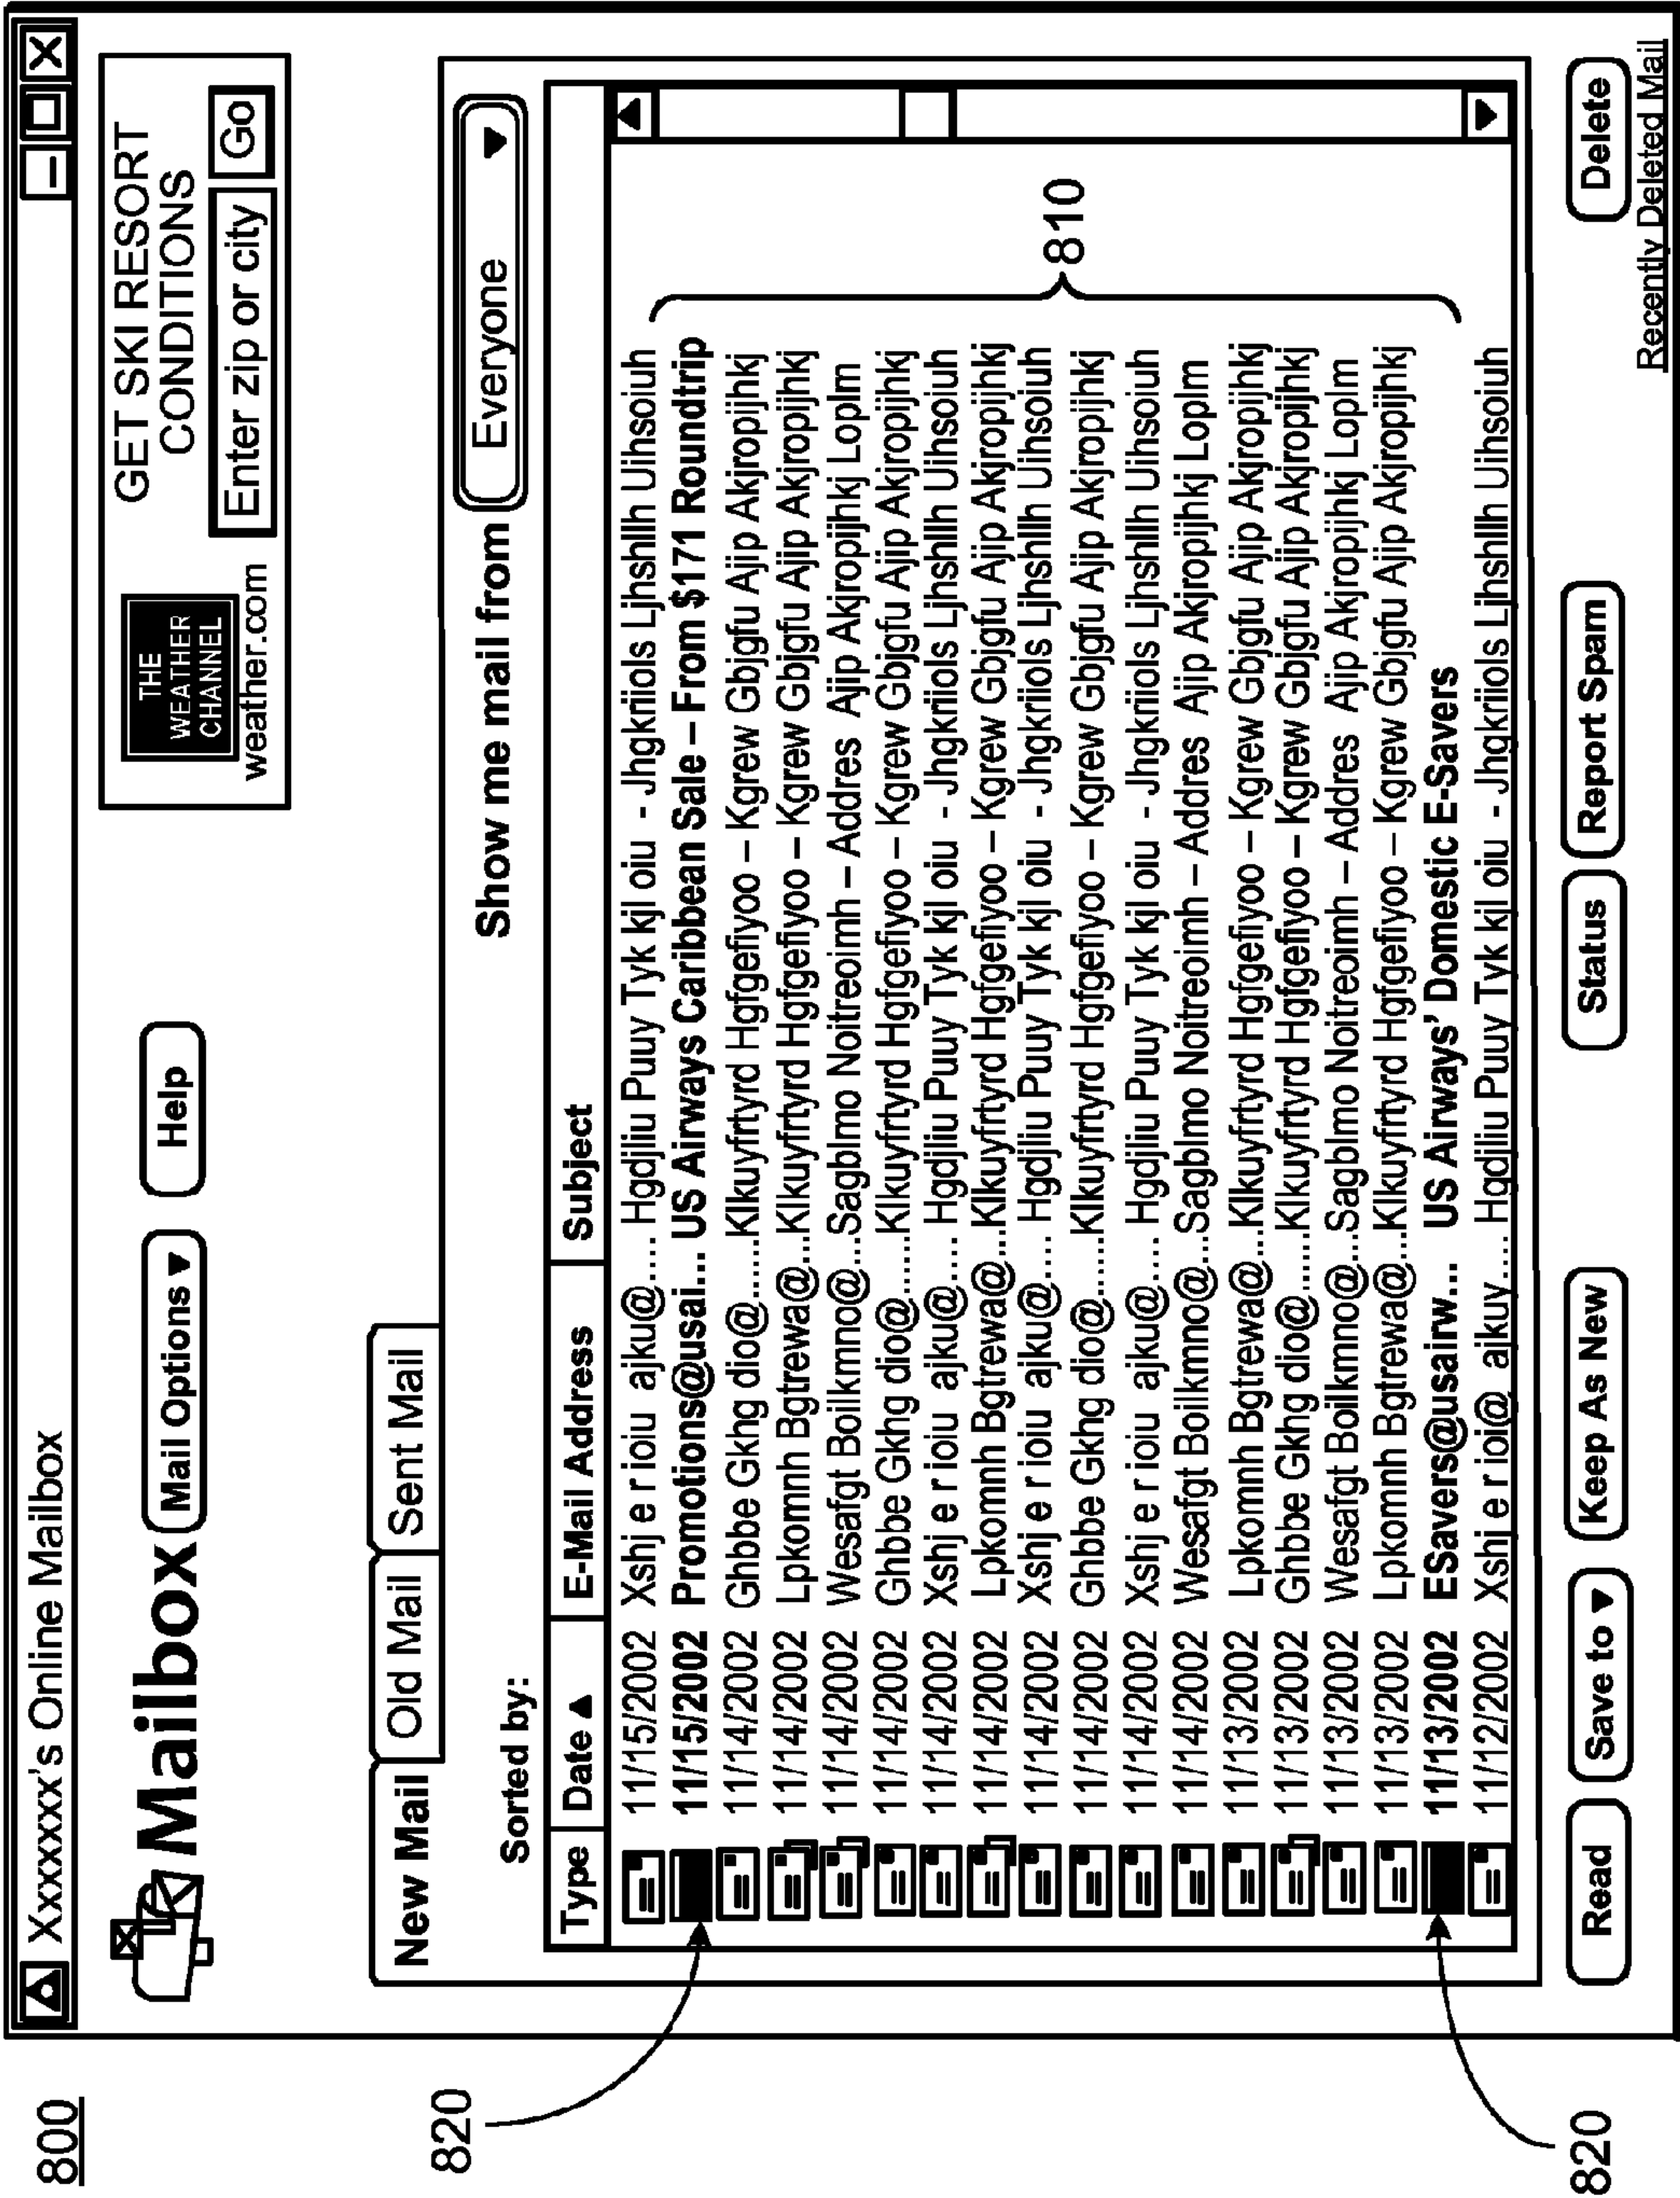 800
Xxxxxx's Online Mailbox
Mailbox
Mail Options
Help
THE
WEATHER
CHANNEL
weather.com
GET SKI RESORT
CONDITIONS
Enter zip or city
Go
New Mail
Old Mail
Sent Mail
Sorted by:
Show me mail from
Everyone
Type Date E-Mail Address Subject
11/15/2002 Xshj e r ioiu ajku@.... Hgdjliu Puuy Tyk kjl oiu - Jhgkriiols Ljhshllh Uihsoiuh
11/15/2002 Promotions@usai... US Airways Caribbean Sale – From $171 Roundtrip
11/14/2002 Ghbbe Gkhg dio@......Klkuyfrtyrd Hgfgefiyoo – Kgrew Gbjgfu Ajip Akjropijhkj
11/14/2002 Lpkomnh Bgtrewa@...Klkuyfrtyrd Hgfgefiyoo – Kgrew Gbjgfu Ajip Akjropijhkj
11/14/2002 Wesafgt Boilkmno@...Sagblmo Noitreoimh – Addres Ajip Akjropijhkj Loplm
11/14/2002 Ghbbe Gkhg dio@......Klkuyfrtyrd Hgfgefiyoo – Kgrew Gbjgfu Ajip Akjropijhkj
11/14/2002 Xshj e r ioiu ajku@.... Hgdjliu Puuy Tyk kjl oiu - Jhgkriiols Ljhshllh Uihsoiuh
11/14/2002 Lpkomnh Bgtrewa@...Klkuyfrtyrd Hgfgefiyoo – Kgrew Gbjgfu Ajip Akjropijhkj
11/14/2002 Xshj e r ioiu ajku@.... Hgdjliu Puuy Tyk kjl oiu - Jhgkriiols Ljhshllh Uihsoiuh
11/14/2002 Ghbbe Gkhg dio@......Klkuyfrtyrd Hgfgefiyoo – Kgrew Gbjgfu Ajip Akjropijhkj
11/14/2002 Xshj e r ioiu ajku@.... Hgdjliu Puuy Tyk kjl oiu - Jhgkriiols Ljhshllh Uihsoiuh
11/14/2002 Wesafgt Boilkmno@...Sagblmo Noitreoimh – Addres Ajip Akjropijhkj Loplm
11/13/2002 Lpkomnh Bgtrewa@...Klkuyfrtyrd Hgfgefiyoo – Kgrew Gbjgfu Ajip Akjropijhkj
11/13/2002 Ghbbe Gkhg dio@......Klkuyfrtyrd Hgfgefiyoo – Kgrew Gbjgfu Ajip Akjropijhkj
11/13/2002 Wesafgt Boilkmno@...Sagblmo Noitreoimh – Addres Ajip Akjropijhkj Loplm
11/13/2002 Lpkomnh Bgtrewa@...Klkuyfrtyrd Hgfgefiyoo – Kgrew Gbjgfu Ajip Akjropijhkj
11/13/2002 ESavers@usairw... US Airways' Domestic E-Savers
11/12/2002 Xshj e r ioi@ ajkuy... Hgdjliu Puuy Tyk kjl oiu - Jhgkriiols Ljhshllh Uihsoiuh
810
820
820
Read
Save to
Keep As New
Status
Report Spam
Delete
Recently Deleted Mail